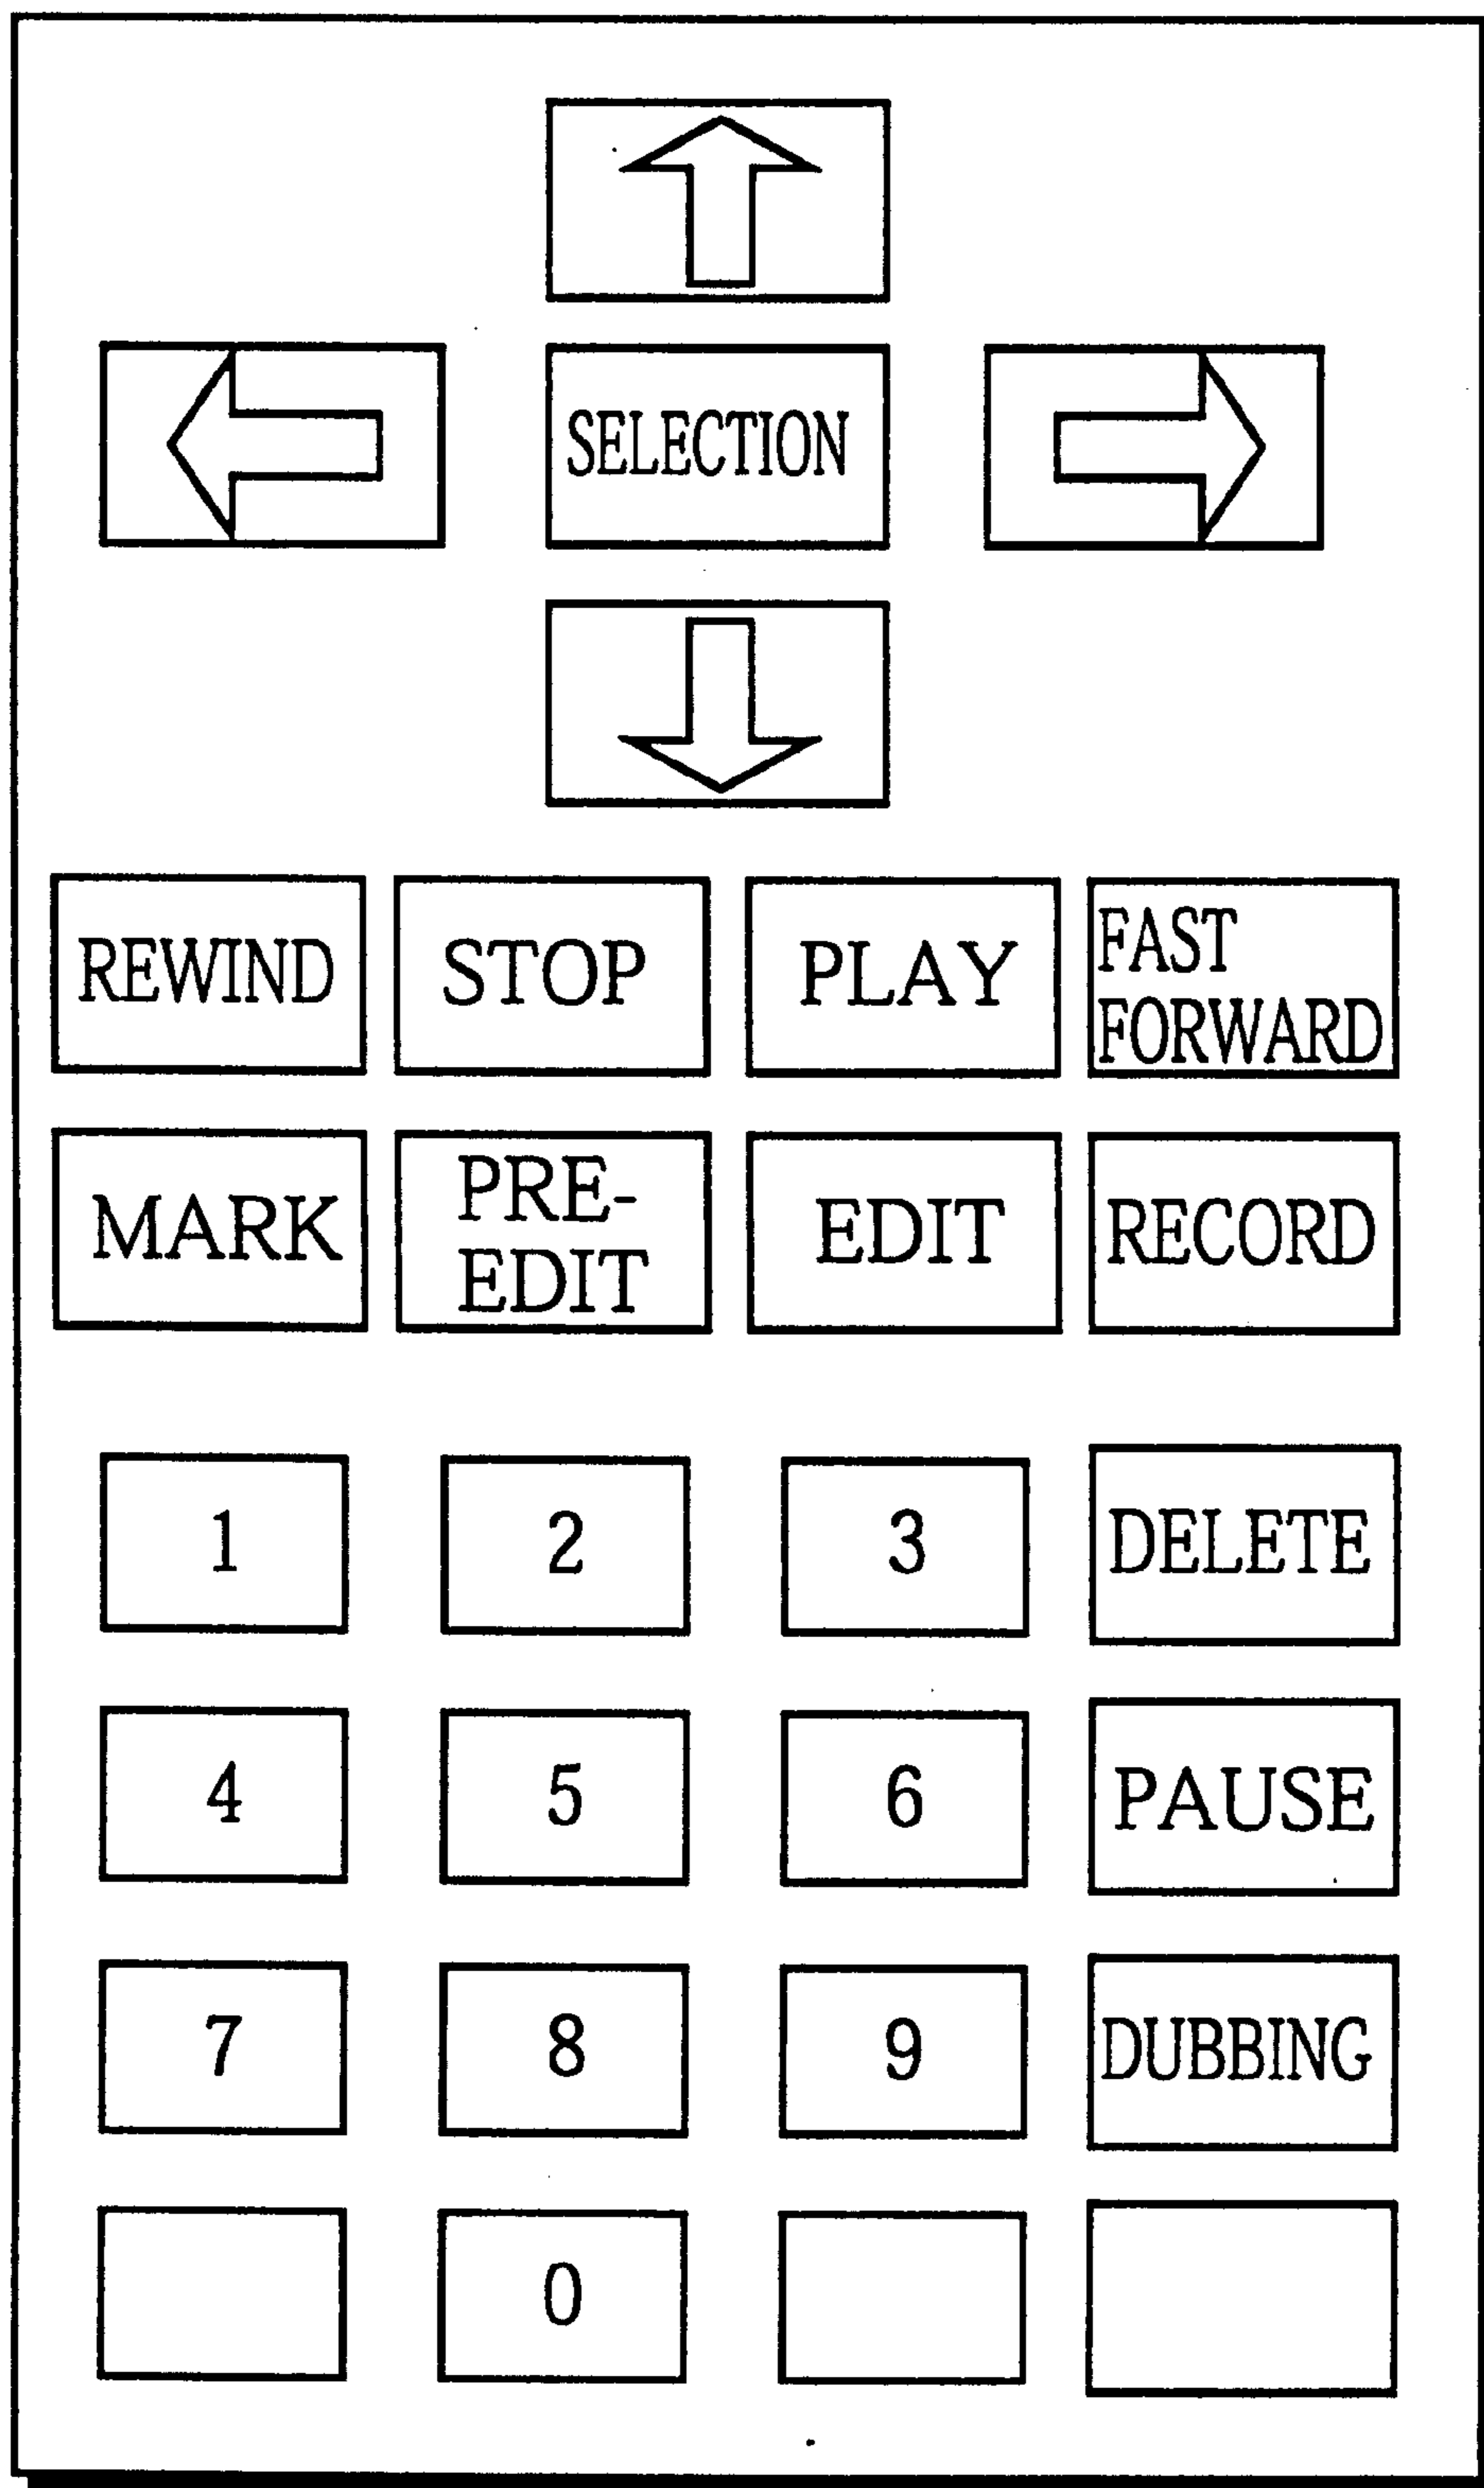 SELECTION
REWIND STOP PLAY FAST
FORWARD
MARK PRE-
EDIT EDIT RECORD
1 2 3 DELETE
4 5 6 PAUSE
7 8 9 DUBBING
0